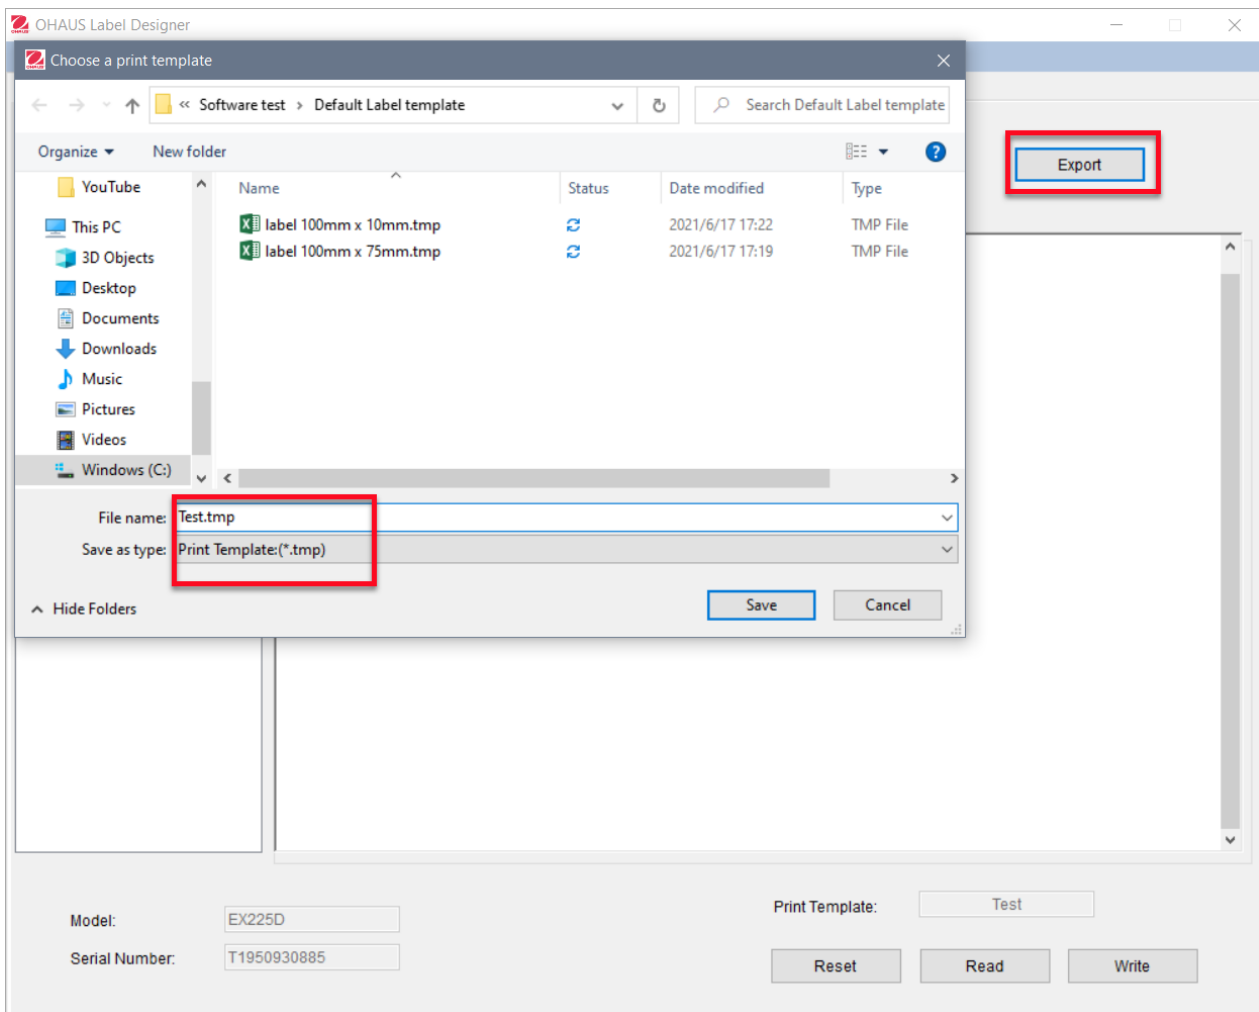 OHAUS Label Designer
Choose a print template
« Software test › Default Label template
Search Default Label template
Organize
New folder
Export
YouTube
This PC
3D Objects
Desktop
Documents
Downloads
Music
Pictures
Videos
Windows (C:)
Name Status Date modified Type
label 100mm x 10mm.tmp 2021/6/17 17:22 TMP File
label 100mm x 75mm.tmp 2021/6/17 17:19 TMP File
File name: Test.tmp
Save as type: Print Template:(*.tmp)
Hide Folders
Save
Cancel
Model: EX225D
Serial Number: T1950930885
Print Template: Test
Reset
Read
Write